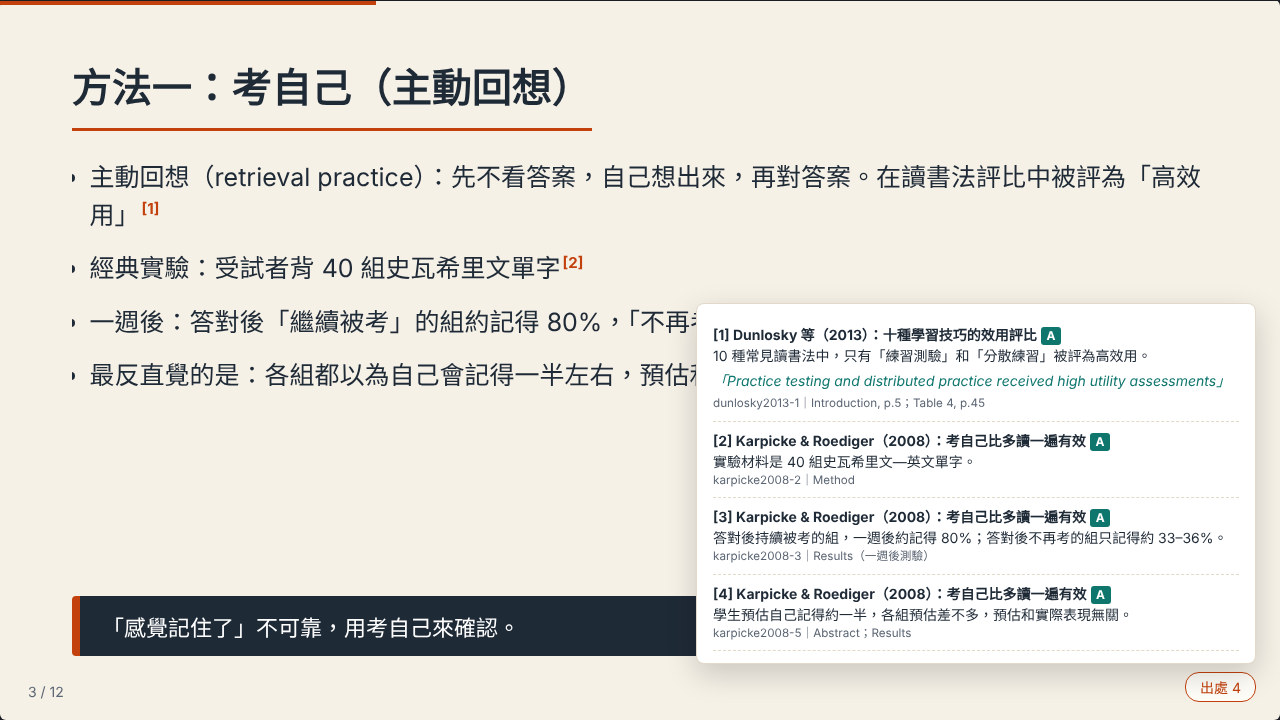 方法一：考自己（主動回想）
• 主動回想（retrieval practice）：先不看答案，自己想出來，再對答案。在讀書法評比中被評為「高效
用」[1]
• 經典實驗：受試者背 40 組史瓦希里文單字[2]
• 一週後：答對後「繼續被考」的組約記得 80%，「不再
• 最反直覺的是：各組都以為自己會記得一半左右，預估
[1] Dunlosky 等（2013）：十種學習技巧的效用評比 A
10 種常見讀書法中，只有「練習測驗」和「分散練習」被評為高效用。
「Practice testing and distributed practice received high utility assessments」
dunlosky2013-1｜Introduction, p.5；Table 4, p.45
[2] Karpicke & Roediger（2008）：考自己比多讀一遍有效 A
實驗材料是 40 組史瓦希里文—英文單字。
karpicke2008-2｜Method
[3] Karpicke & Roediger（2008）：考自己比多讀一遍有效 A
答對後持續被考的組，一週後約記得 80%；答對後不再考的組只記得約 33–36%。
karpicke2008-3｜Results（一週後測驗）
[4] Karpicke & Roediger（2008）：考自己比多讀一遍有效 A
學生預估自己記得約一半，各組預估差不多，預估和實際表現無關。
karpicke2008-5｜Abstract；Results
「感覺記住了」不可靠，用考自己來確認。
3 / 12
出處 4